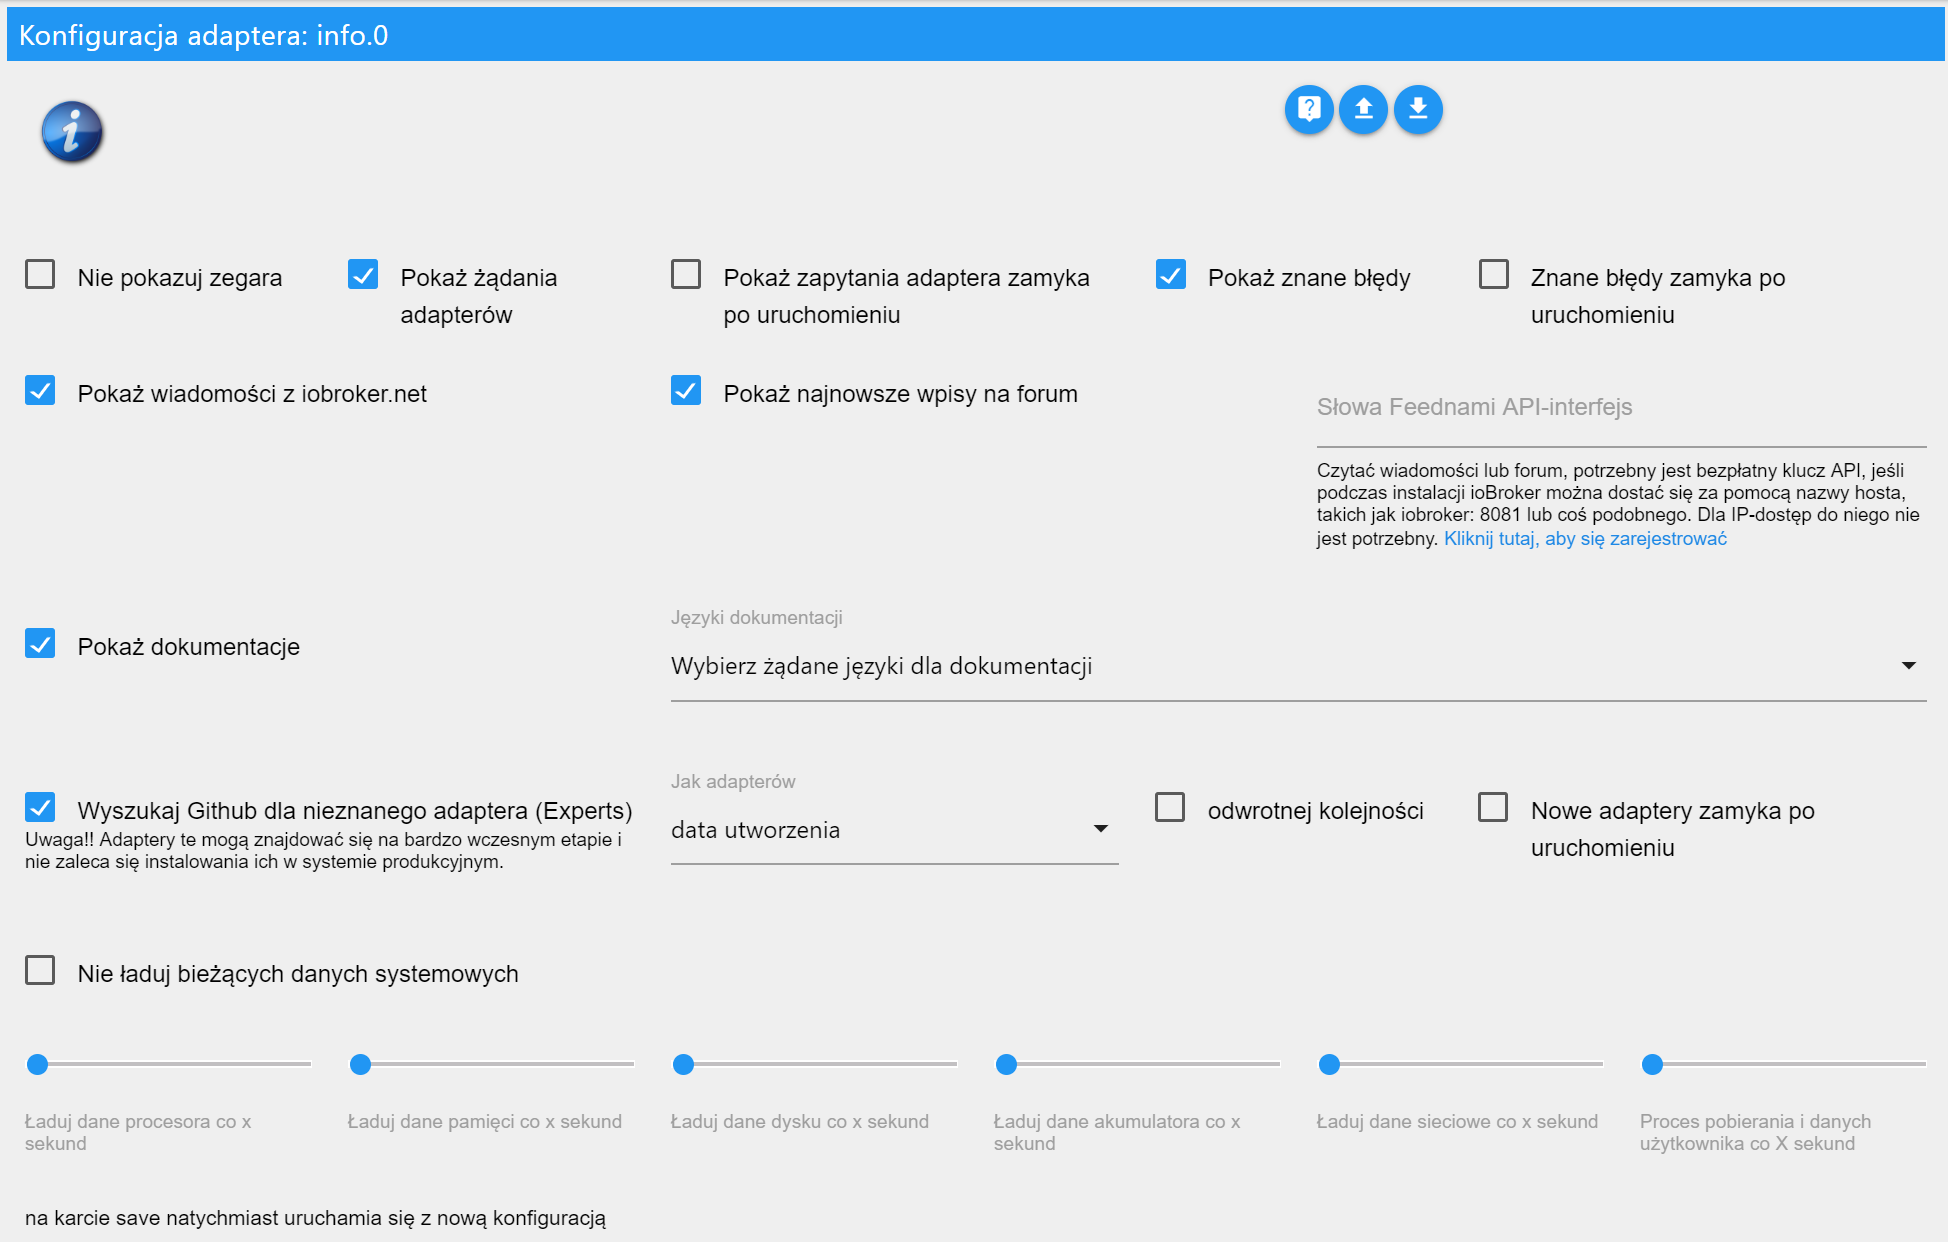 Konfiguracja adaptera: info.0
Nie pokazuj zegara
Pokaż żądania
adapterów
Pokaż zapytania adaptera zamyka
po uruchomieniu
Pokaż znane błędy
Znane błędy zamyka po
uruchomieniu
Pokaż wiadomości z iobroker.net
Pokaż najnowsze wpisy na forum
Słowa Feednami API-interfejs
Czytać wiadomości lub forum, potrzebny jest bezpłatny klucz API, jeśli
podczas instalacji ioBroker można dostać się za pomocą nazwy hosta,
takich jak iobroker: 8081 lub coś podobnego. Dla IP-dostęp do niego nie
jest potrzebny. Kliknij tutaj, aby się zarejestrować
Pokaż dokumentacje
Języki dokumentacji
Wybierz żądane języki dla dokumentacji
Wyszukaj Github dla nieznanego adaptera (Experts)
Uwaga!! Adaptery te mogą znajdować się na bardzo wczesnym etapie i
nie zaleca się instalowania ich w systemie produkcyjnym.
Jak adapterów
data utworzenia
odwrotnej kolejności
Nowe adaptery zamyka po
uruchomieniu
Nie ładuj bieżących danych systemowych
Ładuj dane procesora co x
sekund
Ładuj dane pamięci co x sekund
Ładuj dane dysku co x sekund
Ładuj dane akumulatora co x
sekund
Ładuj dane sieciowe co x sekund
Proces pobierania i danych
użytkownika co X sekund
na karcie save natychmiast uruchamia się z nową konfiguracją